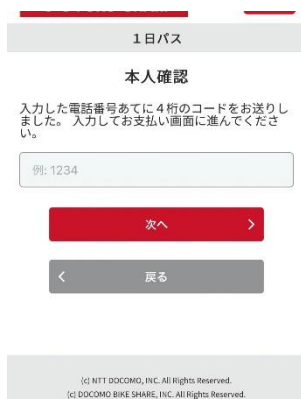 1日パス
本人確認
入力した電話番号あてに4桁のコードをお送りし
ました。 入力してお支払い画面に進んでくださ
い。
例: 1234
次へ
戻る
(c) NTT DOCOMO, INC. All Rights Reserved.
(c) DOCOMO BIKE SHARE, INC. All Rights Reserved.